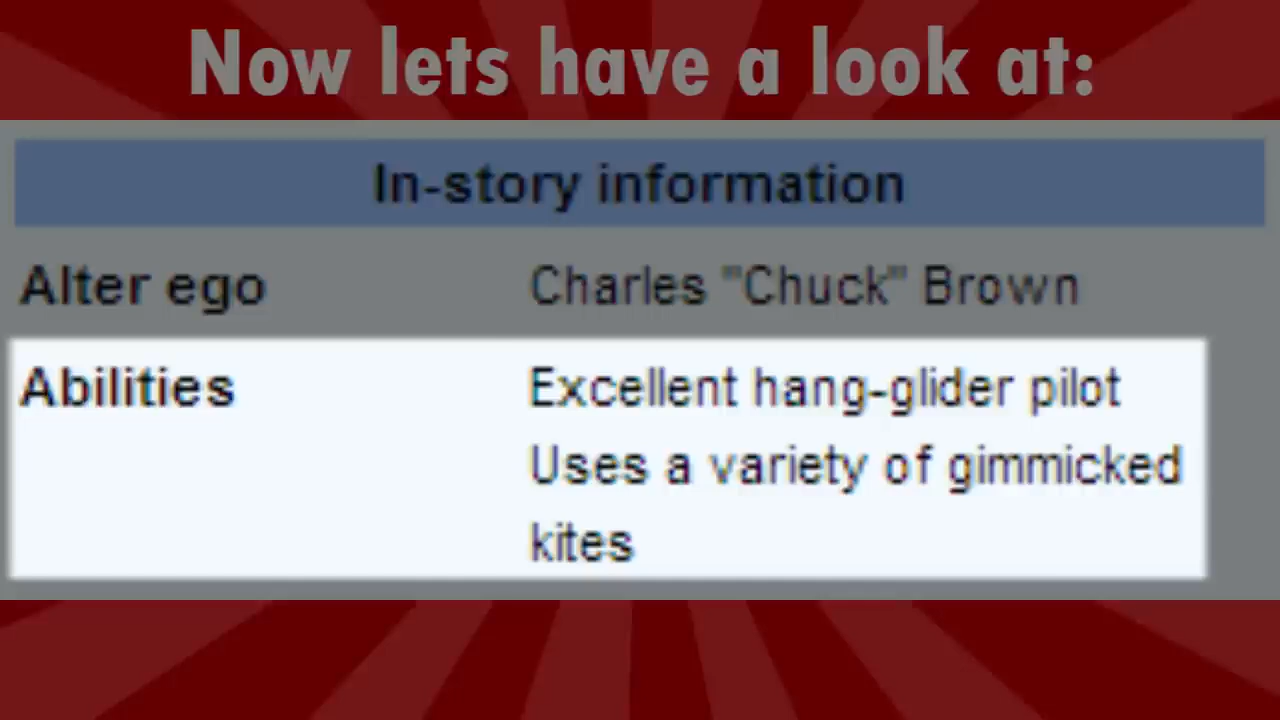 Now lets have a look at:
In-story information
Alter ego Charles "Chuck" Brown
Abilities Excellent hang-glider pilot
Uses a variety of gimmicked
kites